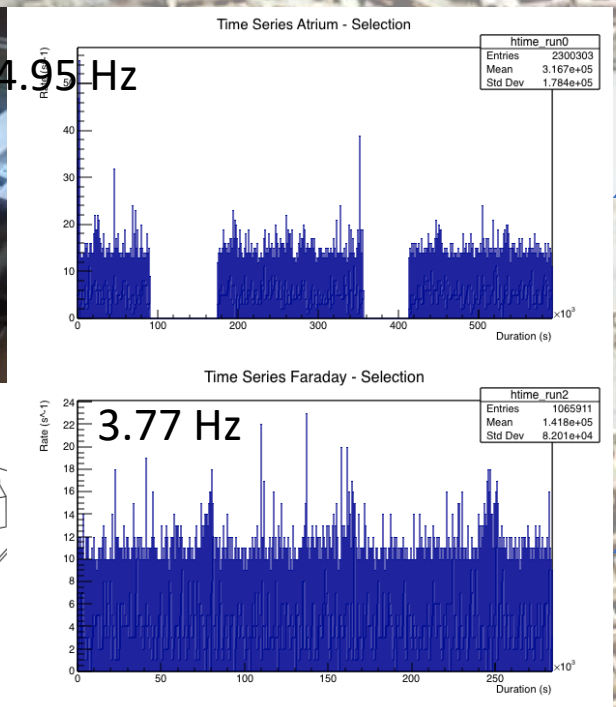 Time Series Atrium - Selection
htime_run0
Entries 2300303
Mean 3.167e+05
Std Dev 1.784e+05
4.95 Hz
40
30
20
10
0
0 100 200 300 400 500
×10³
Duration (s)
Time Series Faraday - Selection
htime_run2
Entries 1065911
Mean 1.418e+05
Std Dev 8.201e+04
Rate (s^-1)
3.77 Hz
24
22
20
18
16
14
12
10
8
6
4
2
0
0 50 100 150 200 250
×10³
Duration (s)